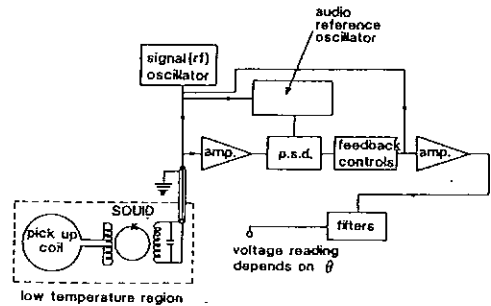 audio
reference
oscillator
signal(rf)
oscillator
amp.
p.s.d.
feedback
controls
amp.
SQUID
pick up
coil
filters
voltage reading
depends on θ
low temperature region